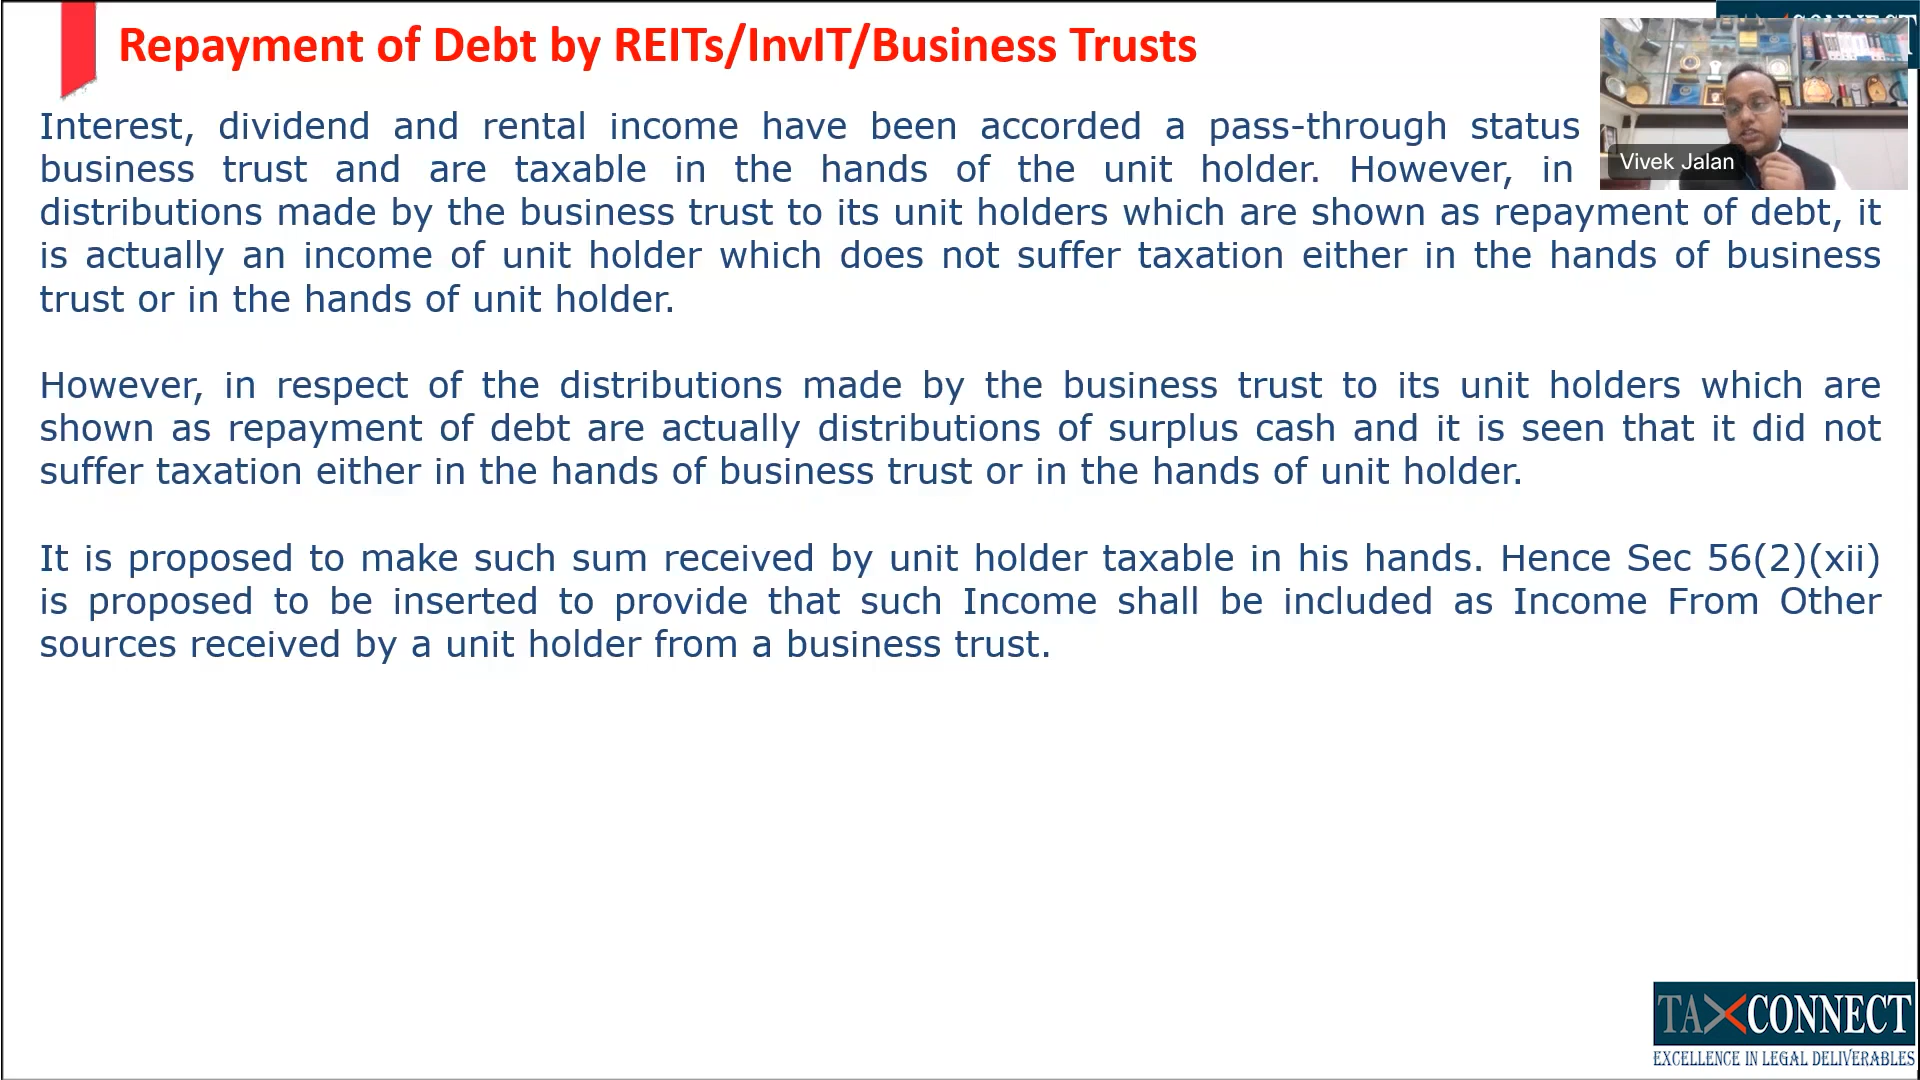 Repayment of Debt by REITs/InvIT/Business Trusts
Interest, dividend and rental income have been accorded a pass-through status
business trust and are taxable in the hands of the unit holder. However, in
distributions made by the business trust to its unit holders which are shown as repayment of debt, it
is actually an income of unit holder which does not suffer taxation either in the hands of business
trust or in the hands of unit holder.
However, in respect of the distributions made by the business trust to its unit holders which are
shown as repayment of debt are actually distributions of surplus cash and it is seen that it did not
suffer taxation either in the hands of business trust or in the hands of unit holder.
It is proposed to make such sum received by unit holder taxable in his hands. Hence Sec 56(2)(xii)
is proposed to be inserted to provide that such Income shall be included as Income From Other
sources received by a unit holder from a business trust.
Vivek Jalan
TAXCONNECT
EXCELLENCE IN LEGAL DELIVERABLES